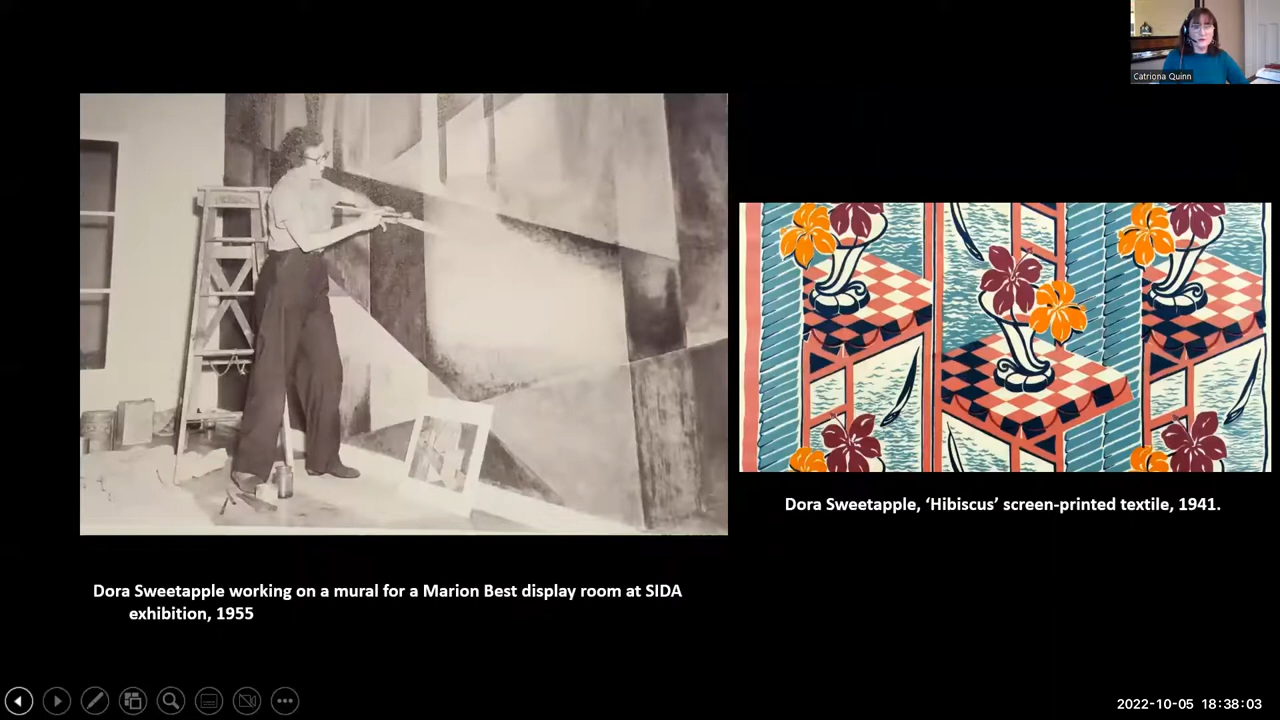 Catriona Quinn
Dora Sweetapple, ‘Hibiscus’ screen-printed textile, 1941.
Dora Sweetapple working on a mural for a Marion Best display room at SIDA
exhibition, 1955
2022-10-05 18:38:03